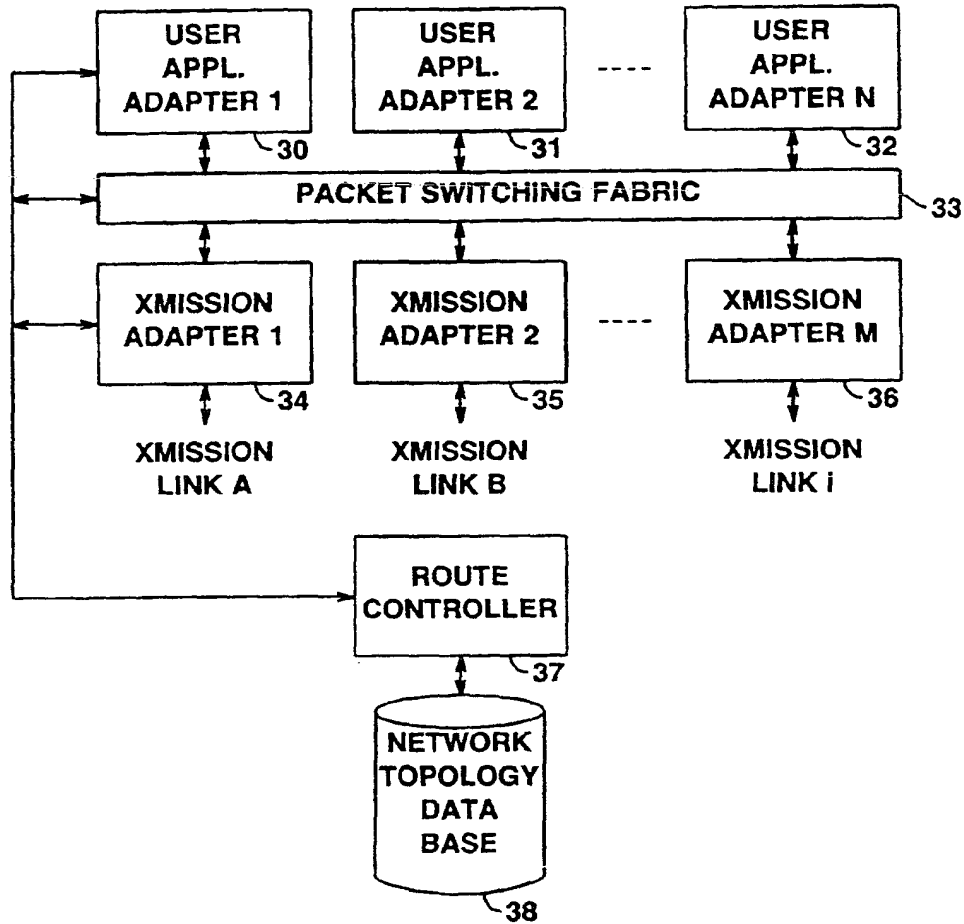 USER
APPL.
ADAPTER 1
30
USER
APPL.
ADAPTER 2
31
USER
APPL.
ADAPTER N
32
PACKET SWITCHING FABRIC
33
XMISSION
ADAPTER 1
34
XMISSION
ADAPTER 2
35
XMISSION
ADAPTER M
36
XMISSION
LINK A
XMISSION
LINK B
XMISSION
LINK i
ROUTE
CONTROLLER
37
NETWORK
TOPOLOGY
DATA
BASE
38